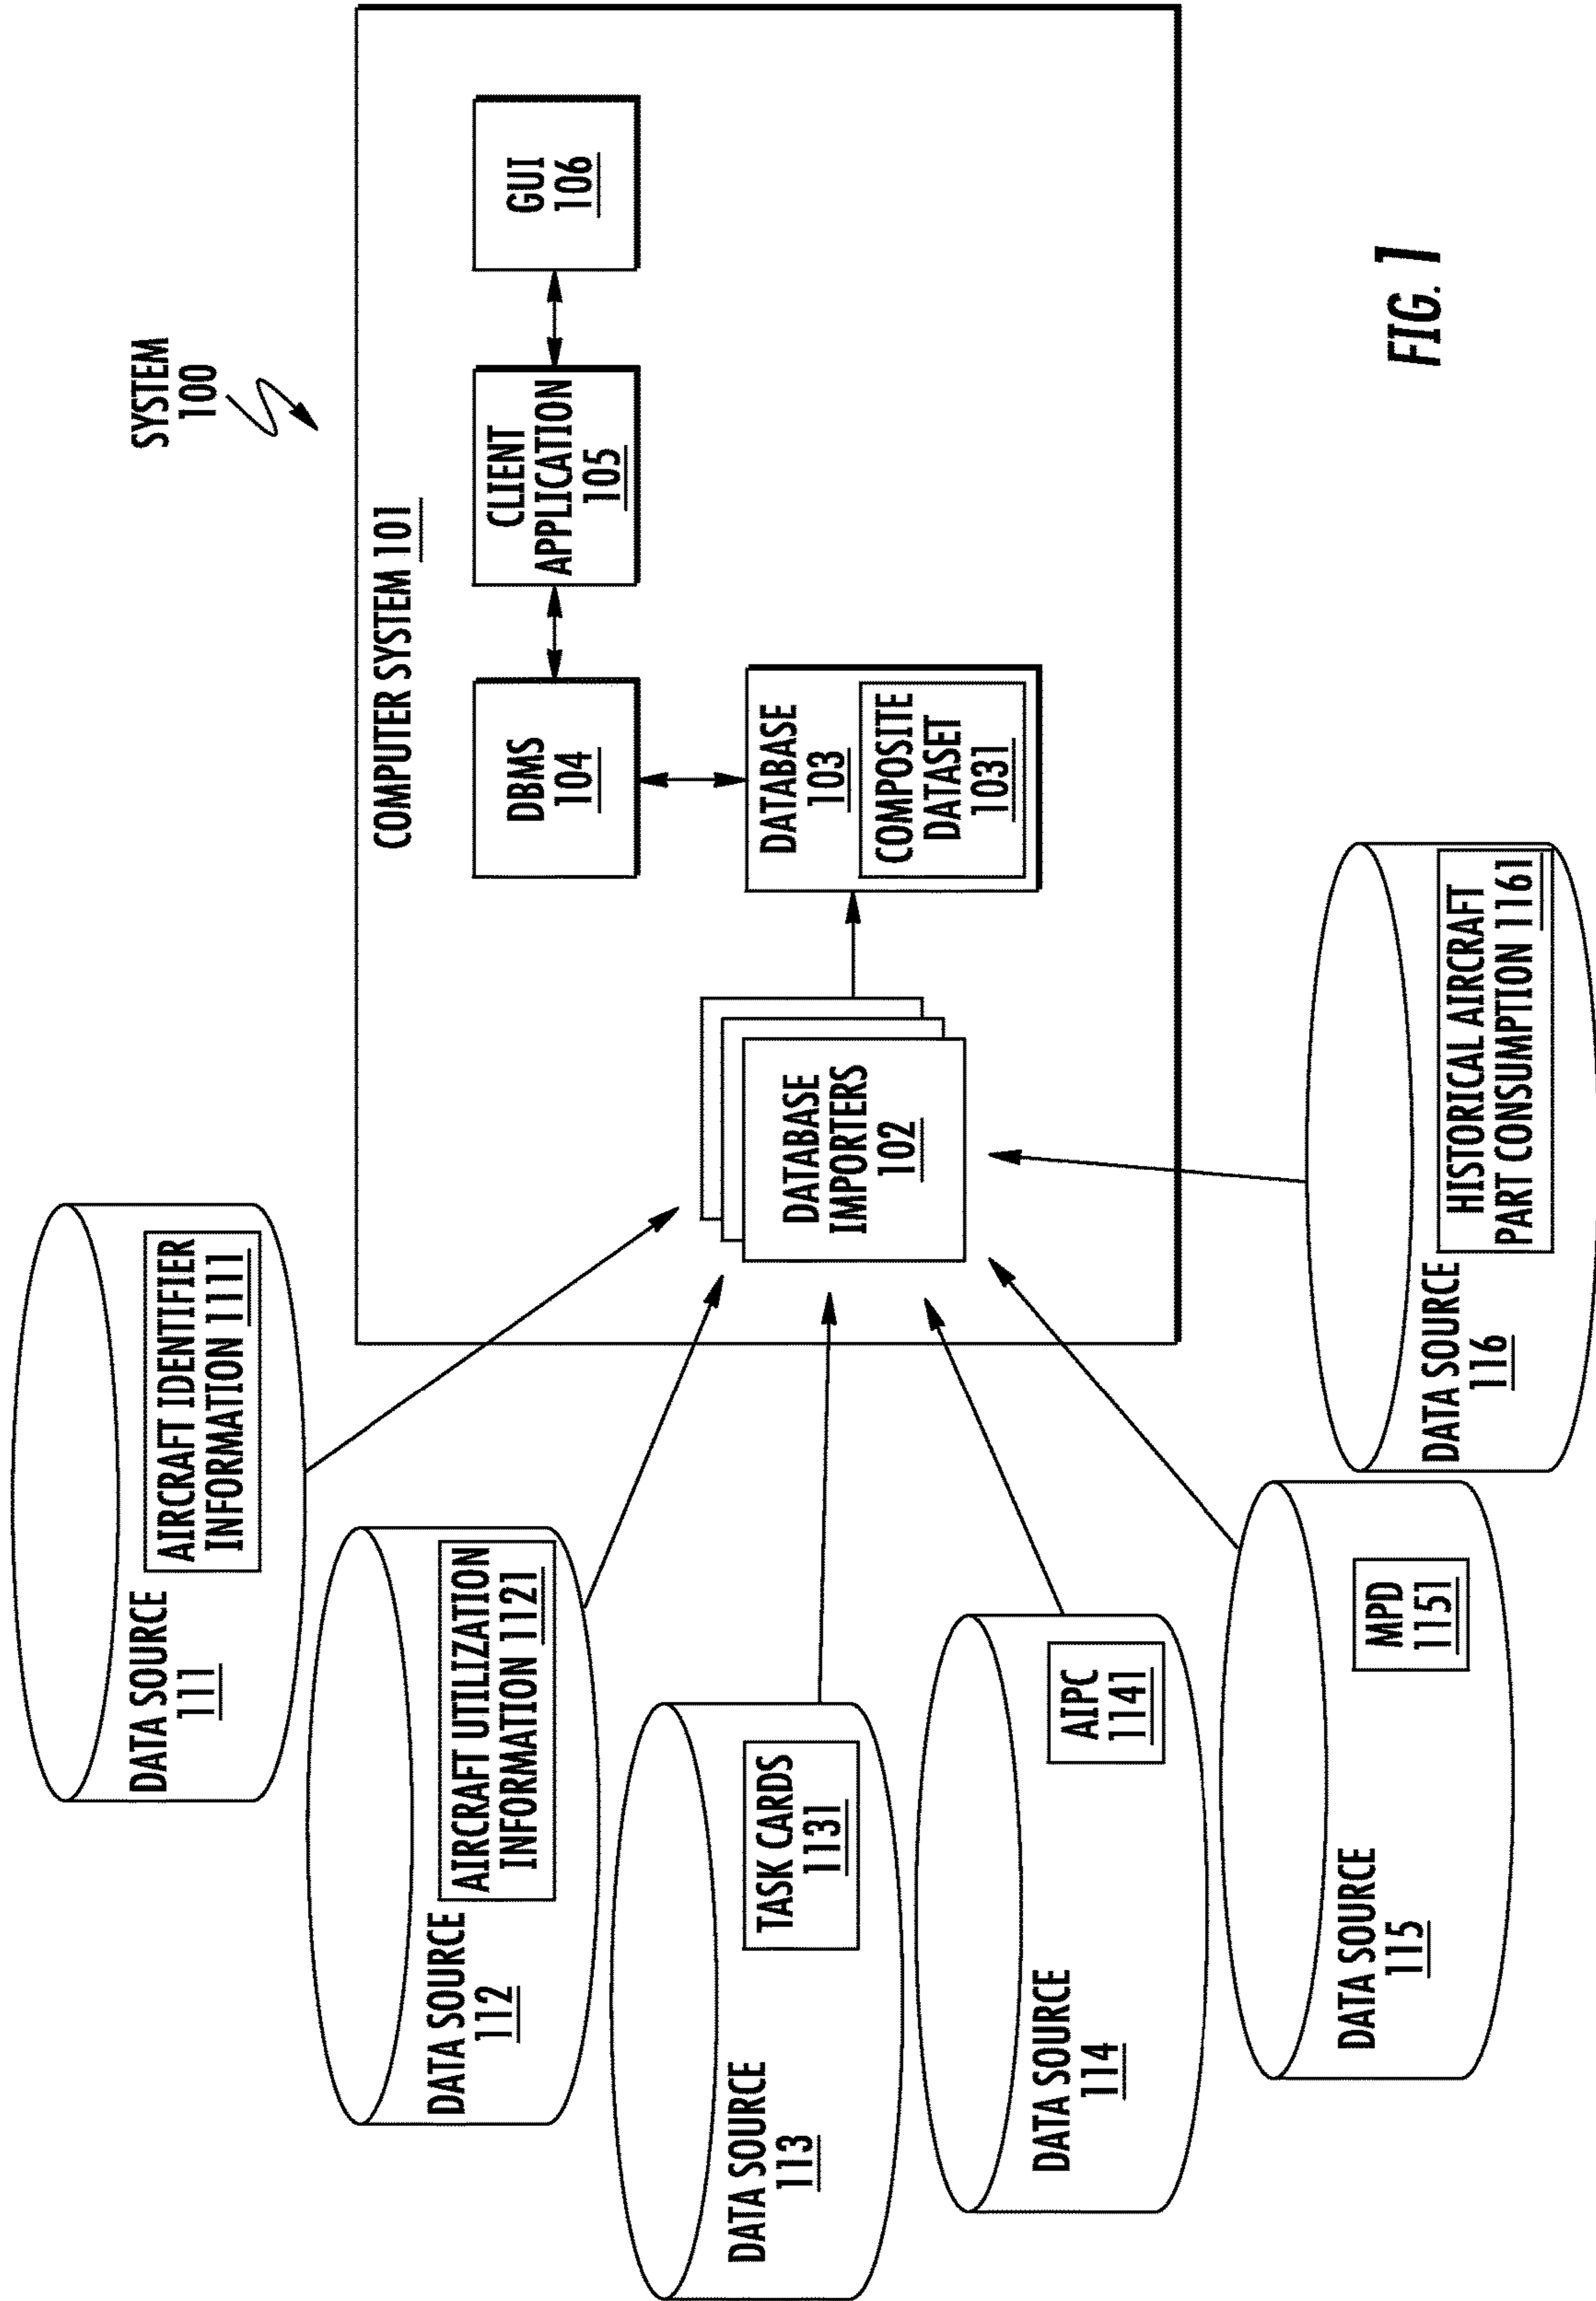 SYSTEM
100
DATA SOURCE
111
AIRCRAFT IDENTIFIER
INFORMATION 1111
DATA SOURCE
112
AIRCRAFT UTILIZATION
INFORMATION 1121
DATA SOURCE
113
TASK CARDS
1131
DATA SOURCE
114
AIPC
1141
DATA SOURCE
115
MPD
1151
DATA SOURCE
116
HISTORICAL AIRCRAFT
PART CONSUMPTION 1161
COMPUTER SYSTEM 101
DATABASE
IMPORTERS
102
DATABASE
103
COMPOSITE
DATASET
1031
DBMS
104
CLIENT
APPLICATION
105
GUI
106
FIG. 1